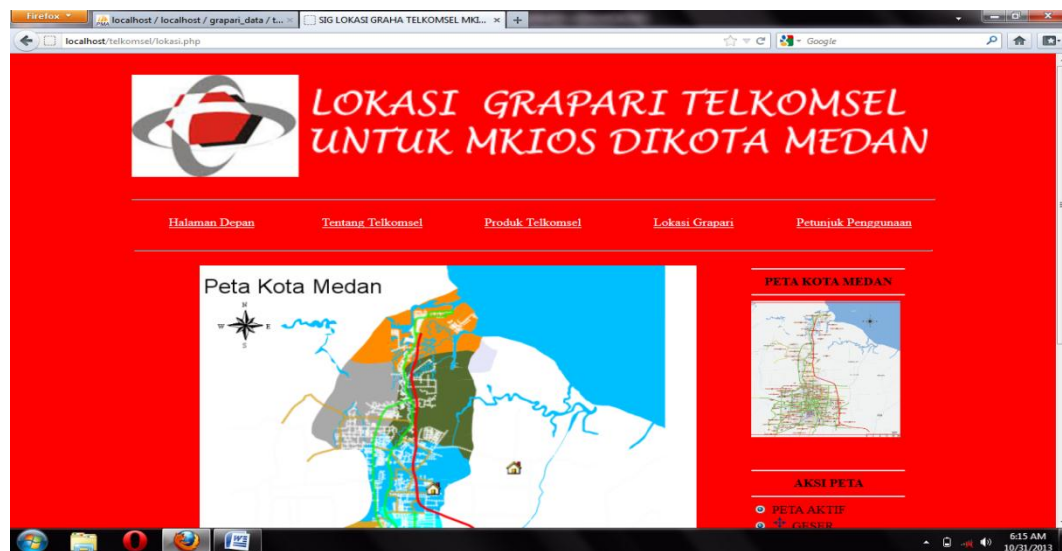 Firefox
localhost / localhost / grapari_data / t...
SIG LOKASI GRAHA TELKOMSEL MKI...
localhost/telkomsel/lokasi.php
Google
LOKASI GRAPARI TELKOMSEL
UNTUK MKIOS DIKOTA MEDAN
Halaman Depan
Tentang Telkomsel
Produk Telkomsel
Lokasi Grapari
Petunjuk Penggunaan
Peta Kota Medan
N
W
E
S
PETA KOTA MEDAN
AKSI PETA
PETA AKTIF
GESER
6:15 AM
10/31/2013